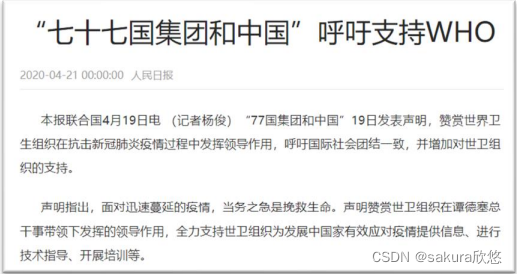 “七十七国集团和中国”呼吁支持WHO
2020-04-21 00:00:00 人民日报
本报联合国4月19日电 （记者杨俊）“77国集团和中国”19日发表声明，赞赏世界卫
生组织在抗击新冠肺炎疫情过程中发挥领导作用，呼吁国际社会团结一致，并增加对世卫组
织的支持。
声明指出，面对迅速蔓延的疫情，当务之急是挽救生命。声明赞赏世卫组织在谭德塞总
干事带领下发挥的领导作用，全力支持世卫组织为发展中国家有效应对疫情提供信息、进行
技术指导、开展培训等。
CSDN @sakura欣悠